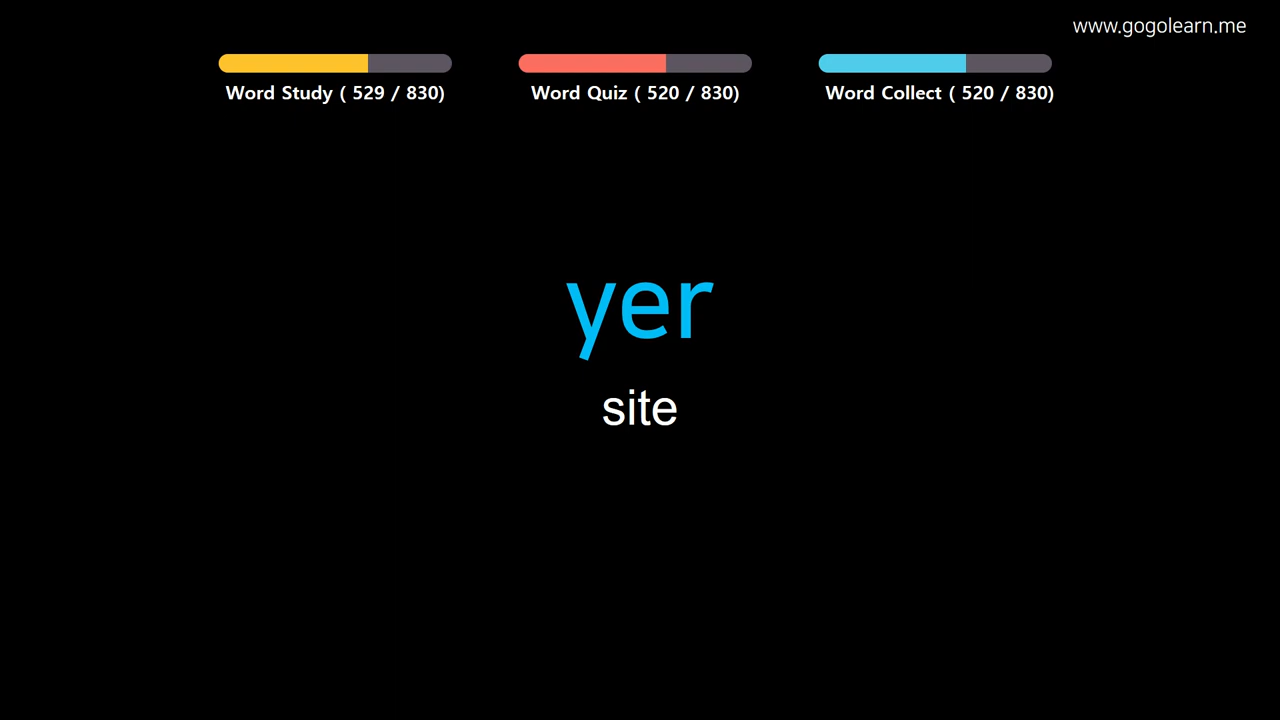 www.gogolearn.me
Word Study ( 529 / 830)
Word Quiz ( 520 / 830)
Word Collect ( 520 / 830)
yer
site